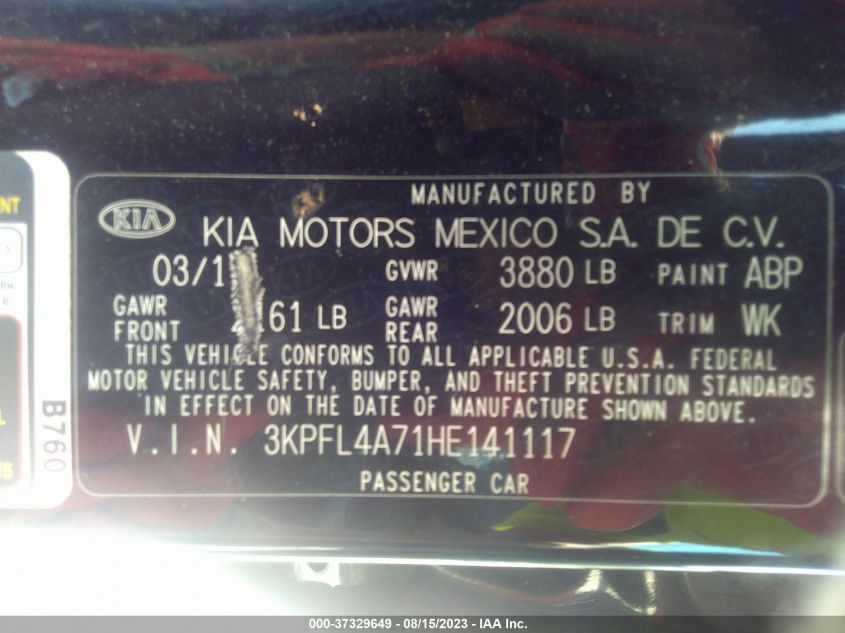 MANUFACTURED BY
KIA KIA MOTORS MEXICO S.A. DE C.V.
03/1 GVWR 3880 LB PAINT ABP
GAWR FRONT 61 LB GAWR REAR 2006 LB TRIM WK
THIS VEHICLE CONFORMS TO ALL APPLICABLE U.S.A. FEDERAL
MOTOR VEHICLE SAFETY, BUMPER, AND THEFT PREVENTION STANDARDS
IN EFFECT ON THE DATE OF MANUFACTURE SHOWN ABOVE.
V.I.N. 3KPFL4A71HE141117
PASSENGER CAR
B760
000-37329649 - 08/15/2023 - IAA Inc.